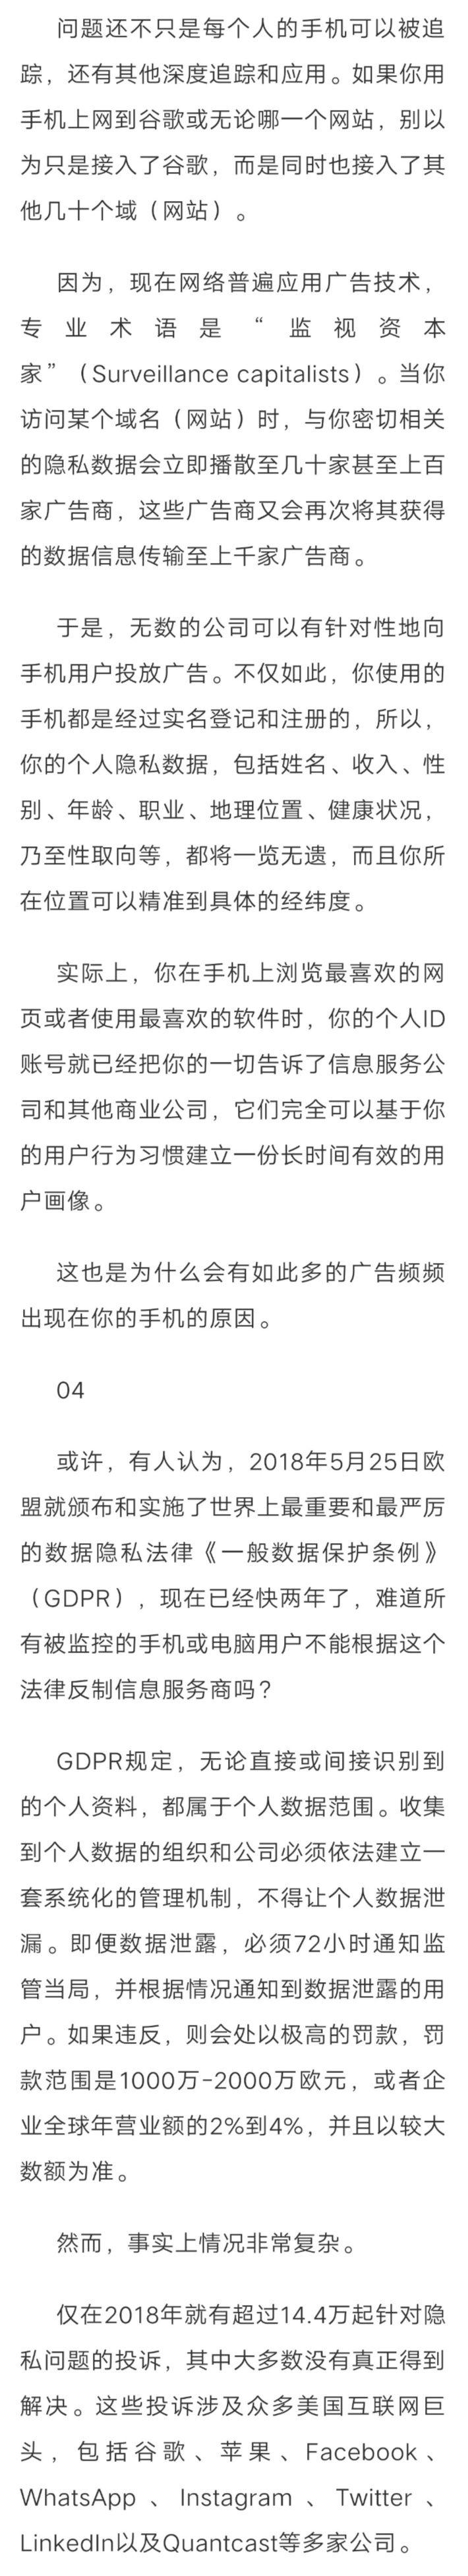 问题还不只是每个人的手机可以被追
踪，还有其他深度追踪和应用。如果你用
手机上网到谷歌或无论哪一个网站，别以
为只是接入了谷歌，而是同时也接入了其
他几十个域（网站）。
因为，现在网络普遍应用广告技术，
专业术语是“监视资本
家”（Surveillance capitalists）。当你
访问某个域名（网站）时，与你密切相关
的隐私数据会立即播散至几十家甚至上百
家广告商，这些广告商又会再次将其获得
的数据信息传输至上千家广告商。
于是，无数的公司可以有针对性地向
手机用户投放广告。不仅如此，你使用的
手机都是经过实名登记和注册的，所以，
你的个人隐私数据，包括姓名、收入、性
别、年龄、职业、地理位置、健康状况，
乃至性取向等，都将一览无遗，而且你所
在位置可以精准到具体的经纬度。
实际上，你在手机上浏览最喜欢的网
页或者使用最喜欢的软件时，你的个人ID
账号就已经把你的一切告诉了信息服务公
司和其他商业公司，它们完全可以基于你
的用户行为习惯建立一份长时间有效的用
户画像。
这也是为什么会有如此多的广告频频
出现在你的手机的原因。
04
或许，有人认为，2018年5月25日欧
盟就颁布和实施了世界上最重要和最严厉
的数据隐私法律《一般数据保护条例》
（GDPR），现在已经快两年了，难道所
有被监控的手机或电脑用户不能根据这个
法律反制信息服务商吗？
GDPR规定，无论直接或间接识别到
的个人资料，都属于个人数据范围。收集
到个人数据的组织和公司必须依法建立一
套系统化的管理机制，不得让个人数据泄
漏。即便数据泄露，必须72小时通知监
管当局，并根据情况通知到数据泄露的用
户。如果违反，则会处以极高的罚款，罚
款范围是1000万-2000万欧元，或者企
业全球年营业额的2%到4%，并且以较大
数额为准。
然而，事实上情况非常复杂。
仅在2018年就有超过14.4万起针对隐
私问题的投诉，其中大多数没有真正得到
解决。这些投诉涉及众多美国互联网巨
头，包括谷歌、苹果、Facebook、
WhatsApp、Instagram、Twitter、
LinkedIn以及Quantcast等多家公司。